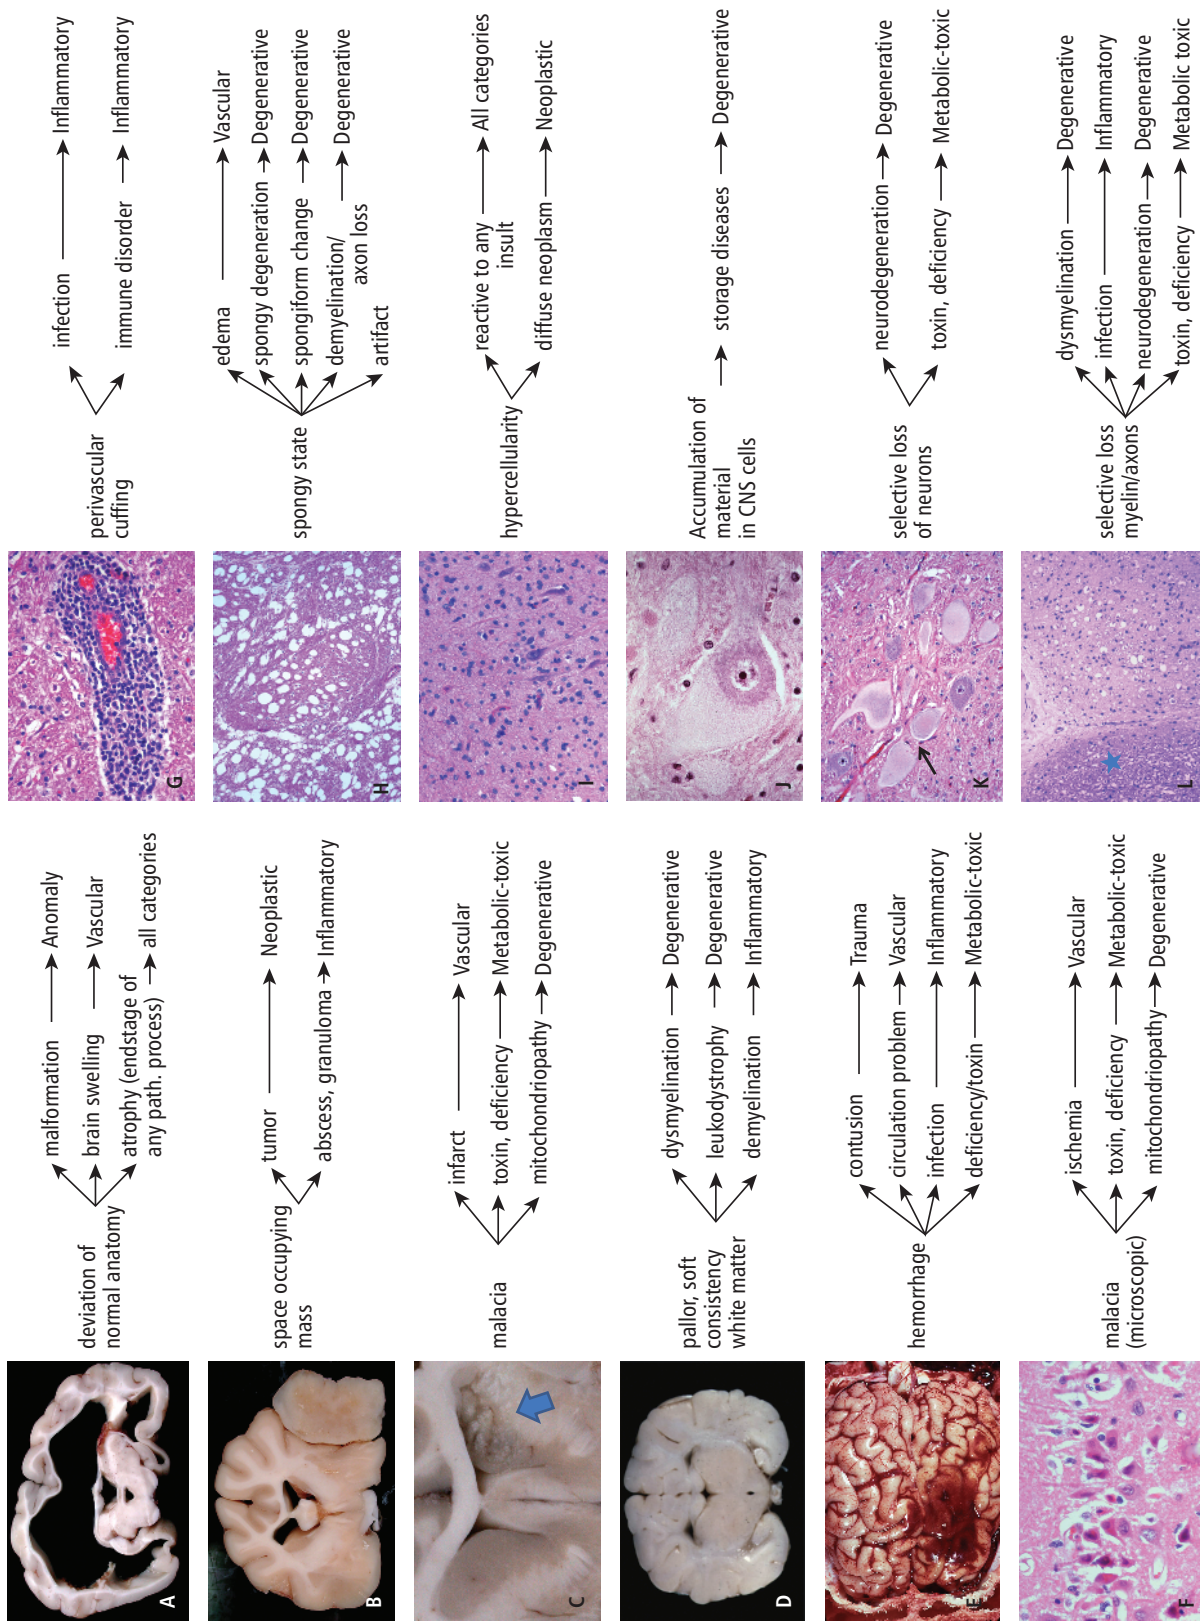 A
deviation of
normal anatomy
malformation
Anomaly
brain swelling
Vascular
atrophy (endstage of
any path. process)
all categories
B
space occupying
mass
tumor
Neoplastic
abscess, granuloma
Inflammatory
C
malacia
infarct
Vascular
toxin, deficiency
Metabolic-toxic
mitochondriopathy
Degenerative
D
pallor, soft
consistency
white matter
dysmyelination
Degenerative
leukodystrophy
Degenerative
demyelination
Inflammatory
E
hemorrhage
contusion
Trauma
circulation problem
Vascular
infection
Inflammatory
deficiency/toxin
Metabolic-toxic
F
malacia
(microscopic)
ischemia
Vascular
toxin, deficiency
Metabolic-toxic
mitochondriopathy
Degenerative
G
perivascular
cuffing
infection
Inflammatory
immune disorder
Inflammatory
H
spongy state
edema
Vascular
spongy degeneration
Degenerative
spongiform change
Degenerative
demyelination/
axon loss
Degenerative
artifact
I
hypercellularity
reactive to any
insult
All categories
diffuse neoplasm
Neoplastic
J
Accumulation of
material
in CNS cells
storage diseases
Degenerative
K
selective loss
of neurons
neurodegeneration
Degenerative
toxin, deficiency
Metabolic-toxic
L
selective loss
myelin/axons
dysmyelination
Degenerative
infection
Inflammatory
neurodegeneration
Degenerative
toxin, deficiency
Metabolic toxic